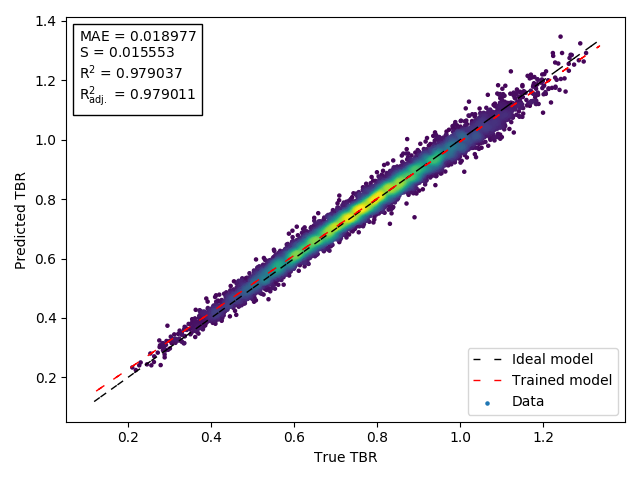 MAE = 0.018977
S = 0.015553
R² = 0.979037
R²adj. = 0.979011
1.4
1.2
1.0
0.8
0.6
0.4
0.2
Predicted TBR
Ideal model
Trained model
Data
0.2 0.4 0.6 0.8 1.0 1.2
True TBR